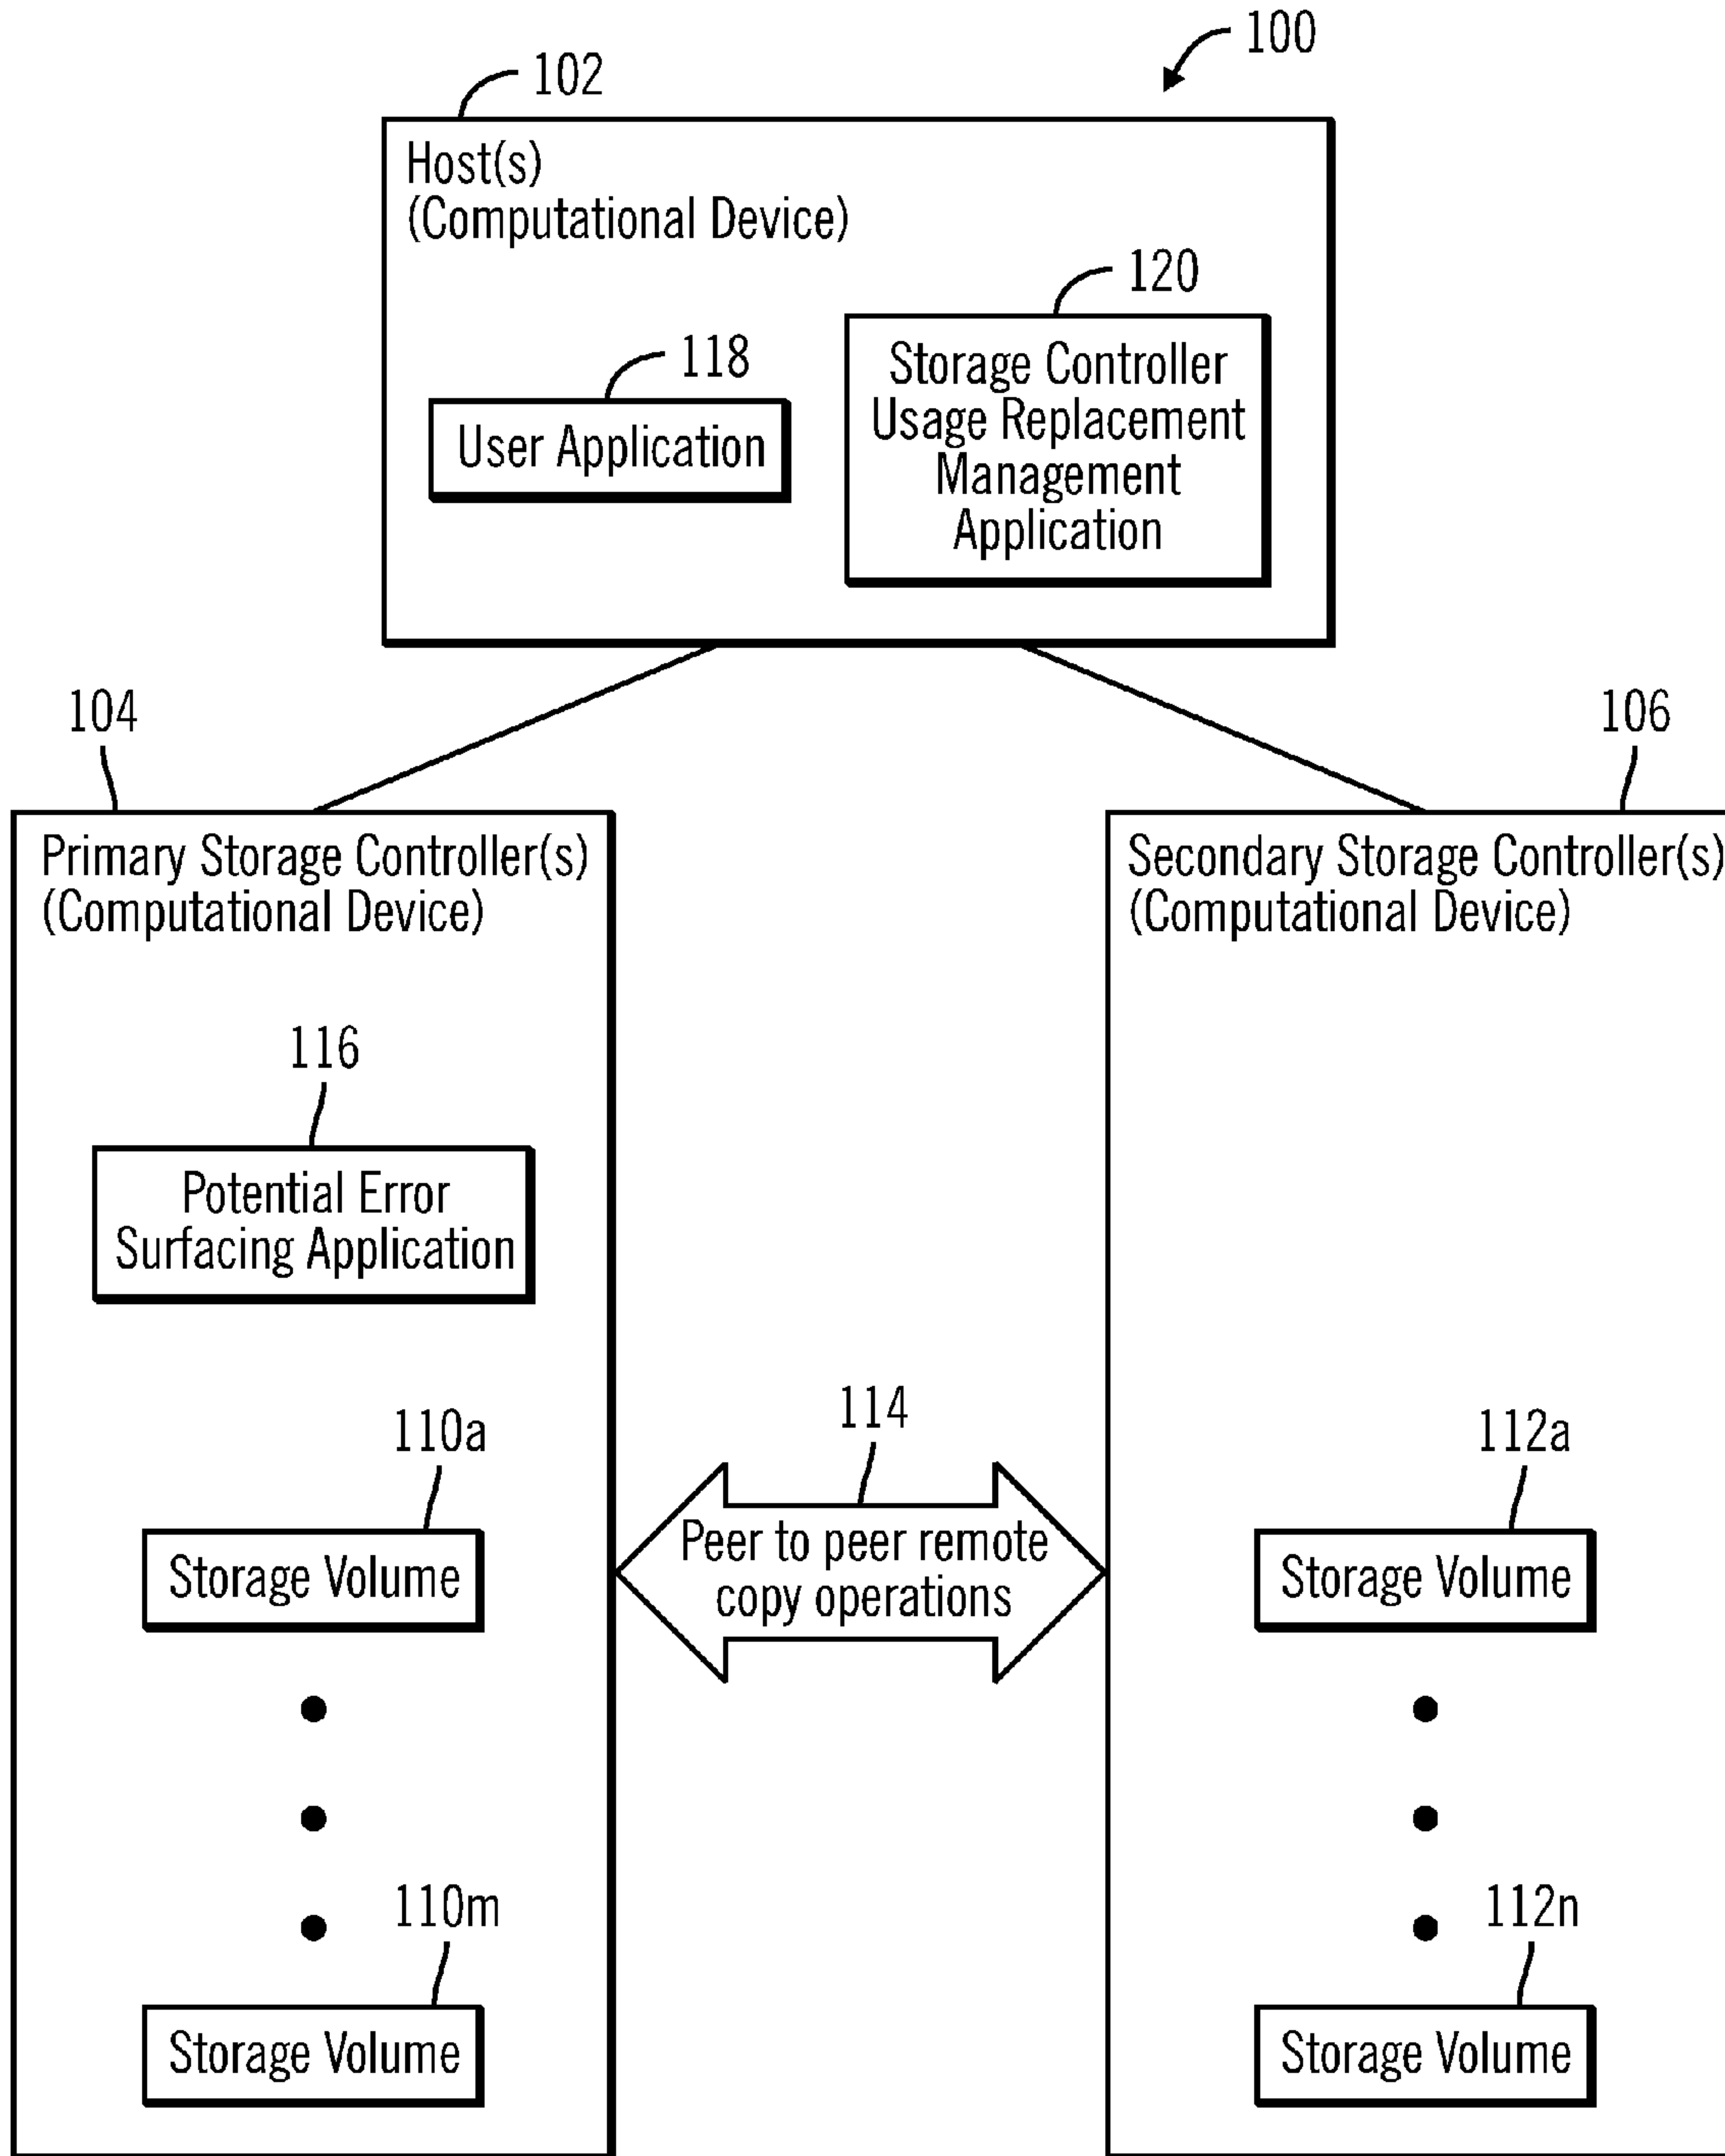 100
102
Host(s)
(Computational Device)
120
118
Storage Controller
Usage Replacement
Management
Application
User Application
104
106
Primary Storage Controller(s)
(Computational Device)
Secondary Storage Controller(s)
(Computational Device)
116
Potential Error
Surfacing Application
110a
114
112a
Storage Volume
Peer to peer remote
copy operations
Storage Volume
110m
112n
Storage Volume
Storage Volume